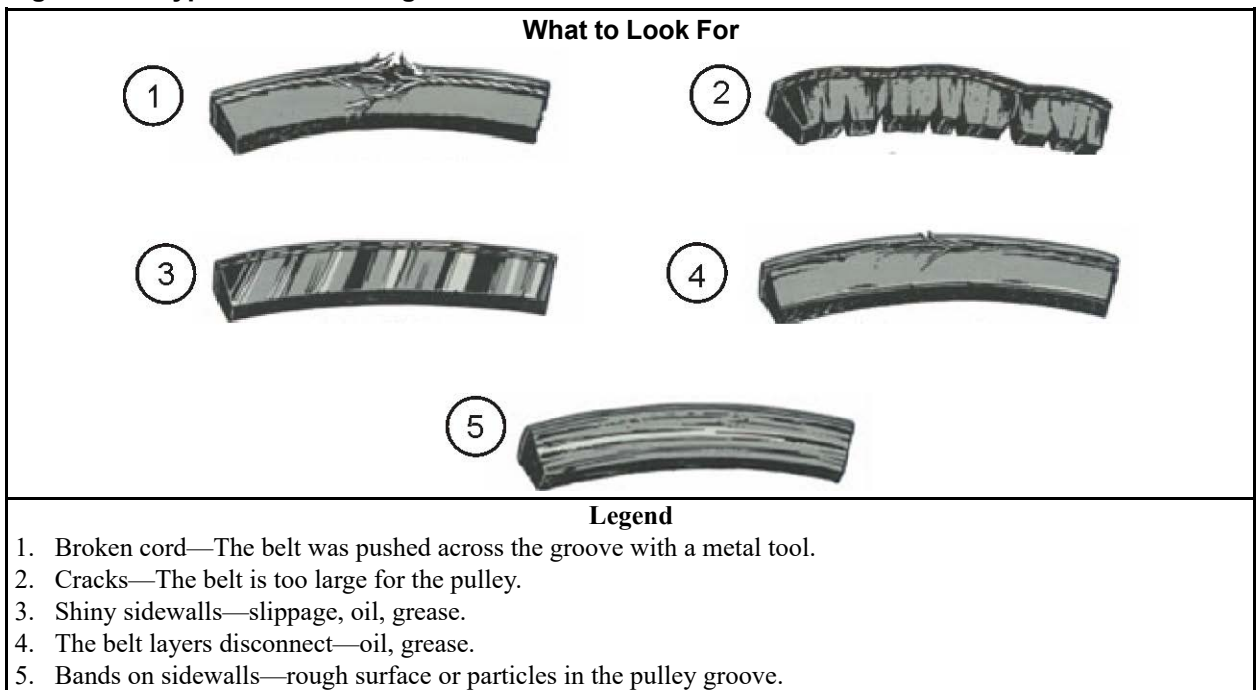 What to Look For
1
2
3
4
5
Legend
1. Broken cord—The belt was pushed across the groove with a metal tool.
2. Cracks—The belt is too large for the pulley.
3. Shiny sidewalls—slippage, oil, grease.
4. The belt layers disconnect—oil, grease.
5. Bands on sidewalls—rough surface or particles in the pulley groove.